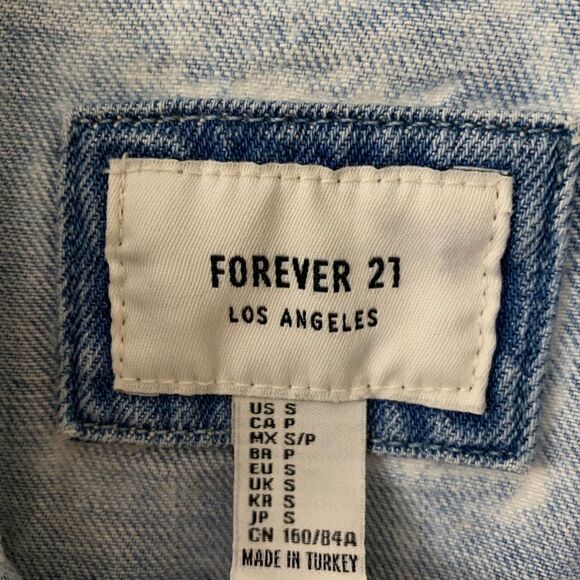 FOREVER 21
LOS ANGELES
US S
CA P
MX S/P
BR P
EU S
UK S
KR S
JP S
CN 160/84A
MADE IN TURKEY